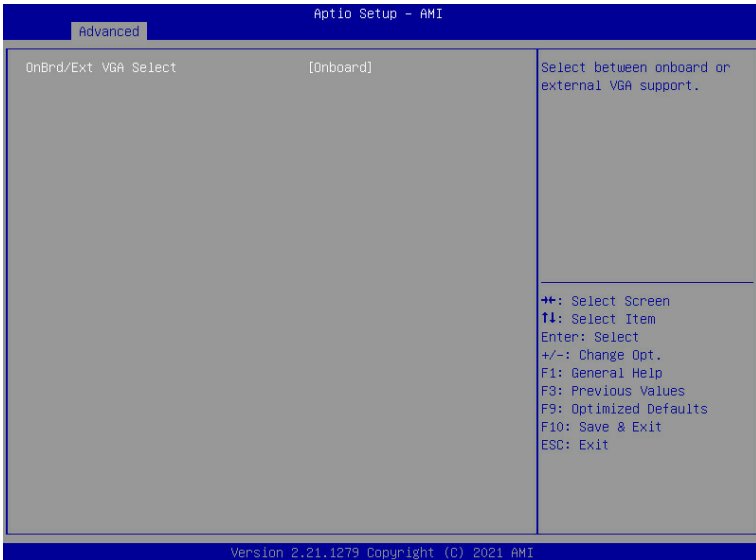 Aptio Setup – AMI
Advanced
OnBrd/Ext VGA Select [Onboard]
Select between onboard or
external VGA support.
→←: Select Screen
↑↓: Select Item
Enter: Select
+/-: Change Opt.
F1: General Help
F3: Previous Values
F9: Optimized Defaults
F10: Save & Exit
ESC: Exit
Version 2.21.1279 Copyright (C) 2021 AMI